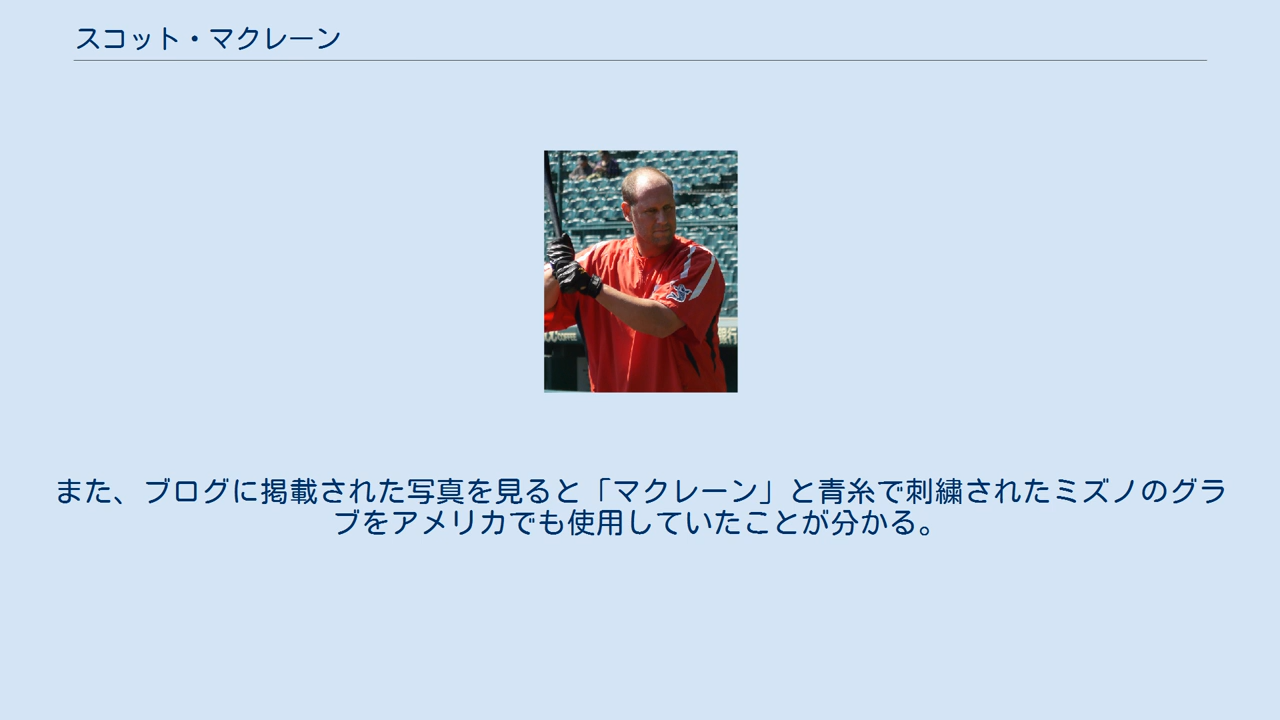 スコット・マクレーン
また、ブログに掲載された写真を見ると「マクレーン」と青糸で刺繍されたミズノのグラ
ブをアメリカでも使用していたことが分かる。